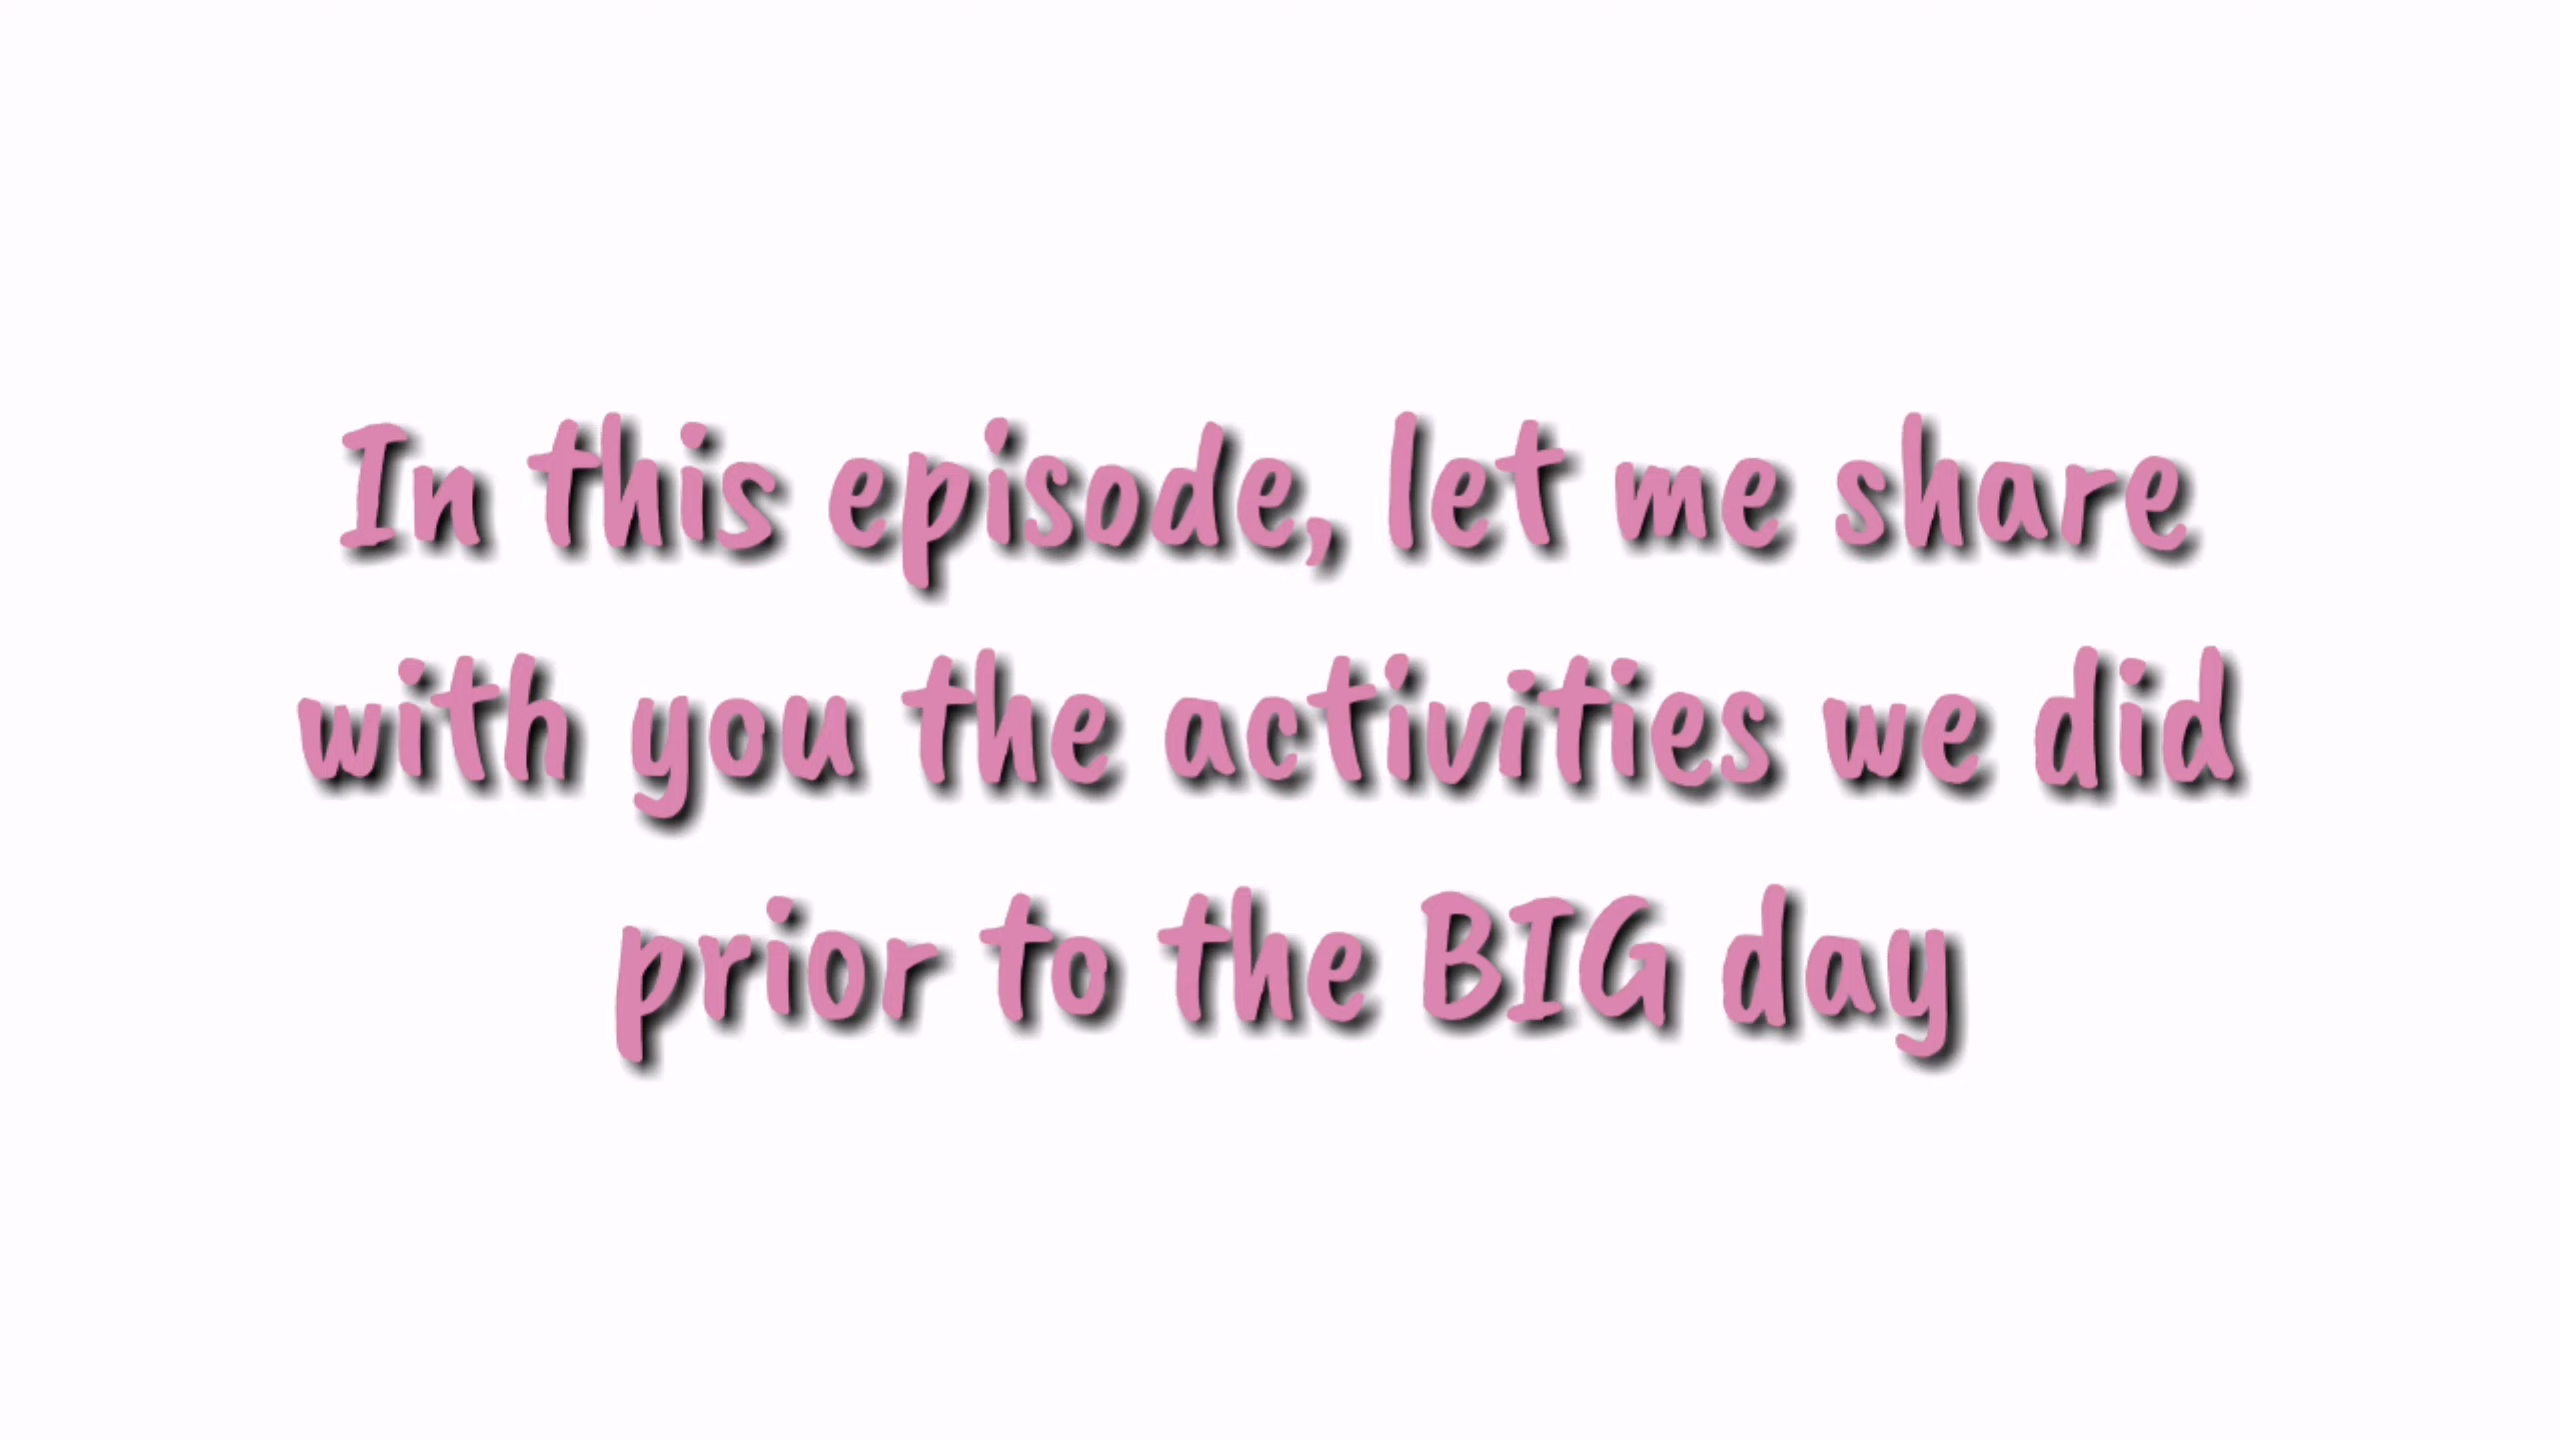 In this episode, let me share
with you the activities we did
prior to the BIG day